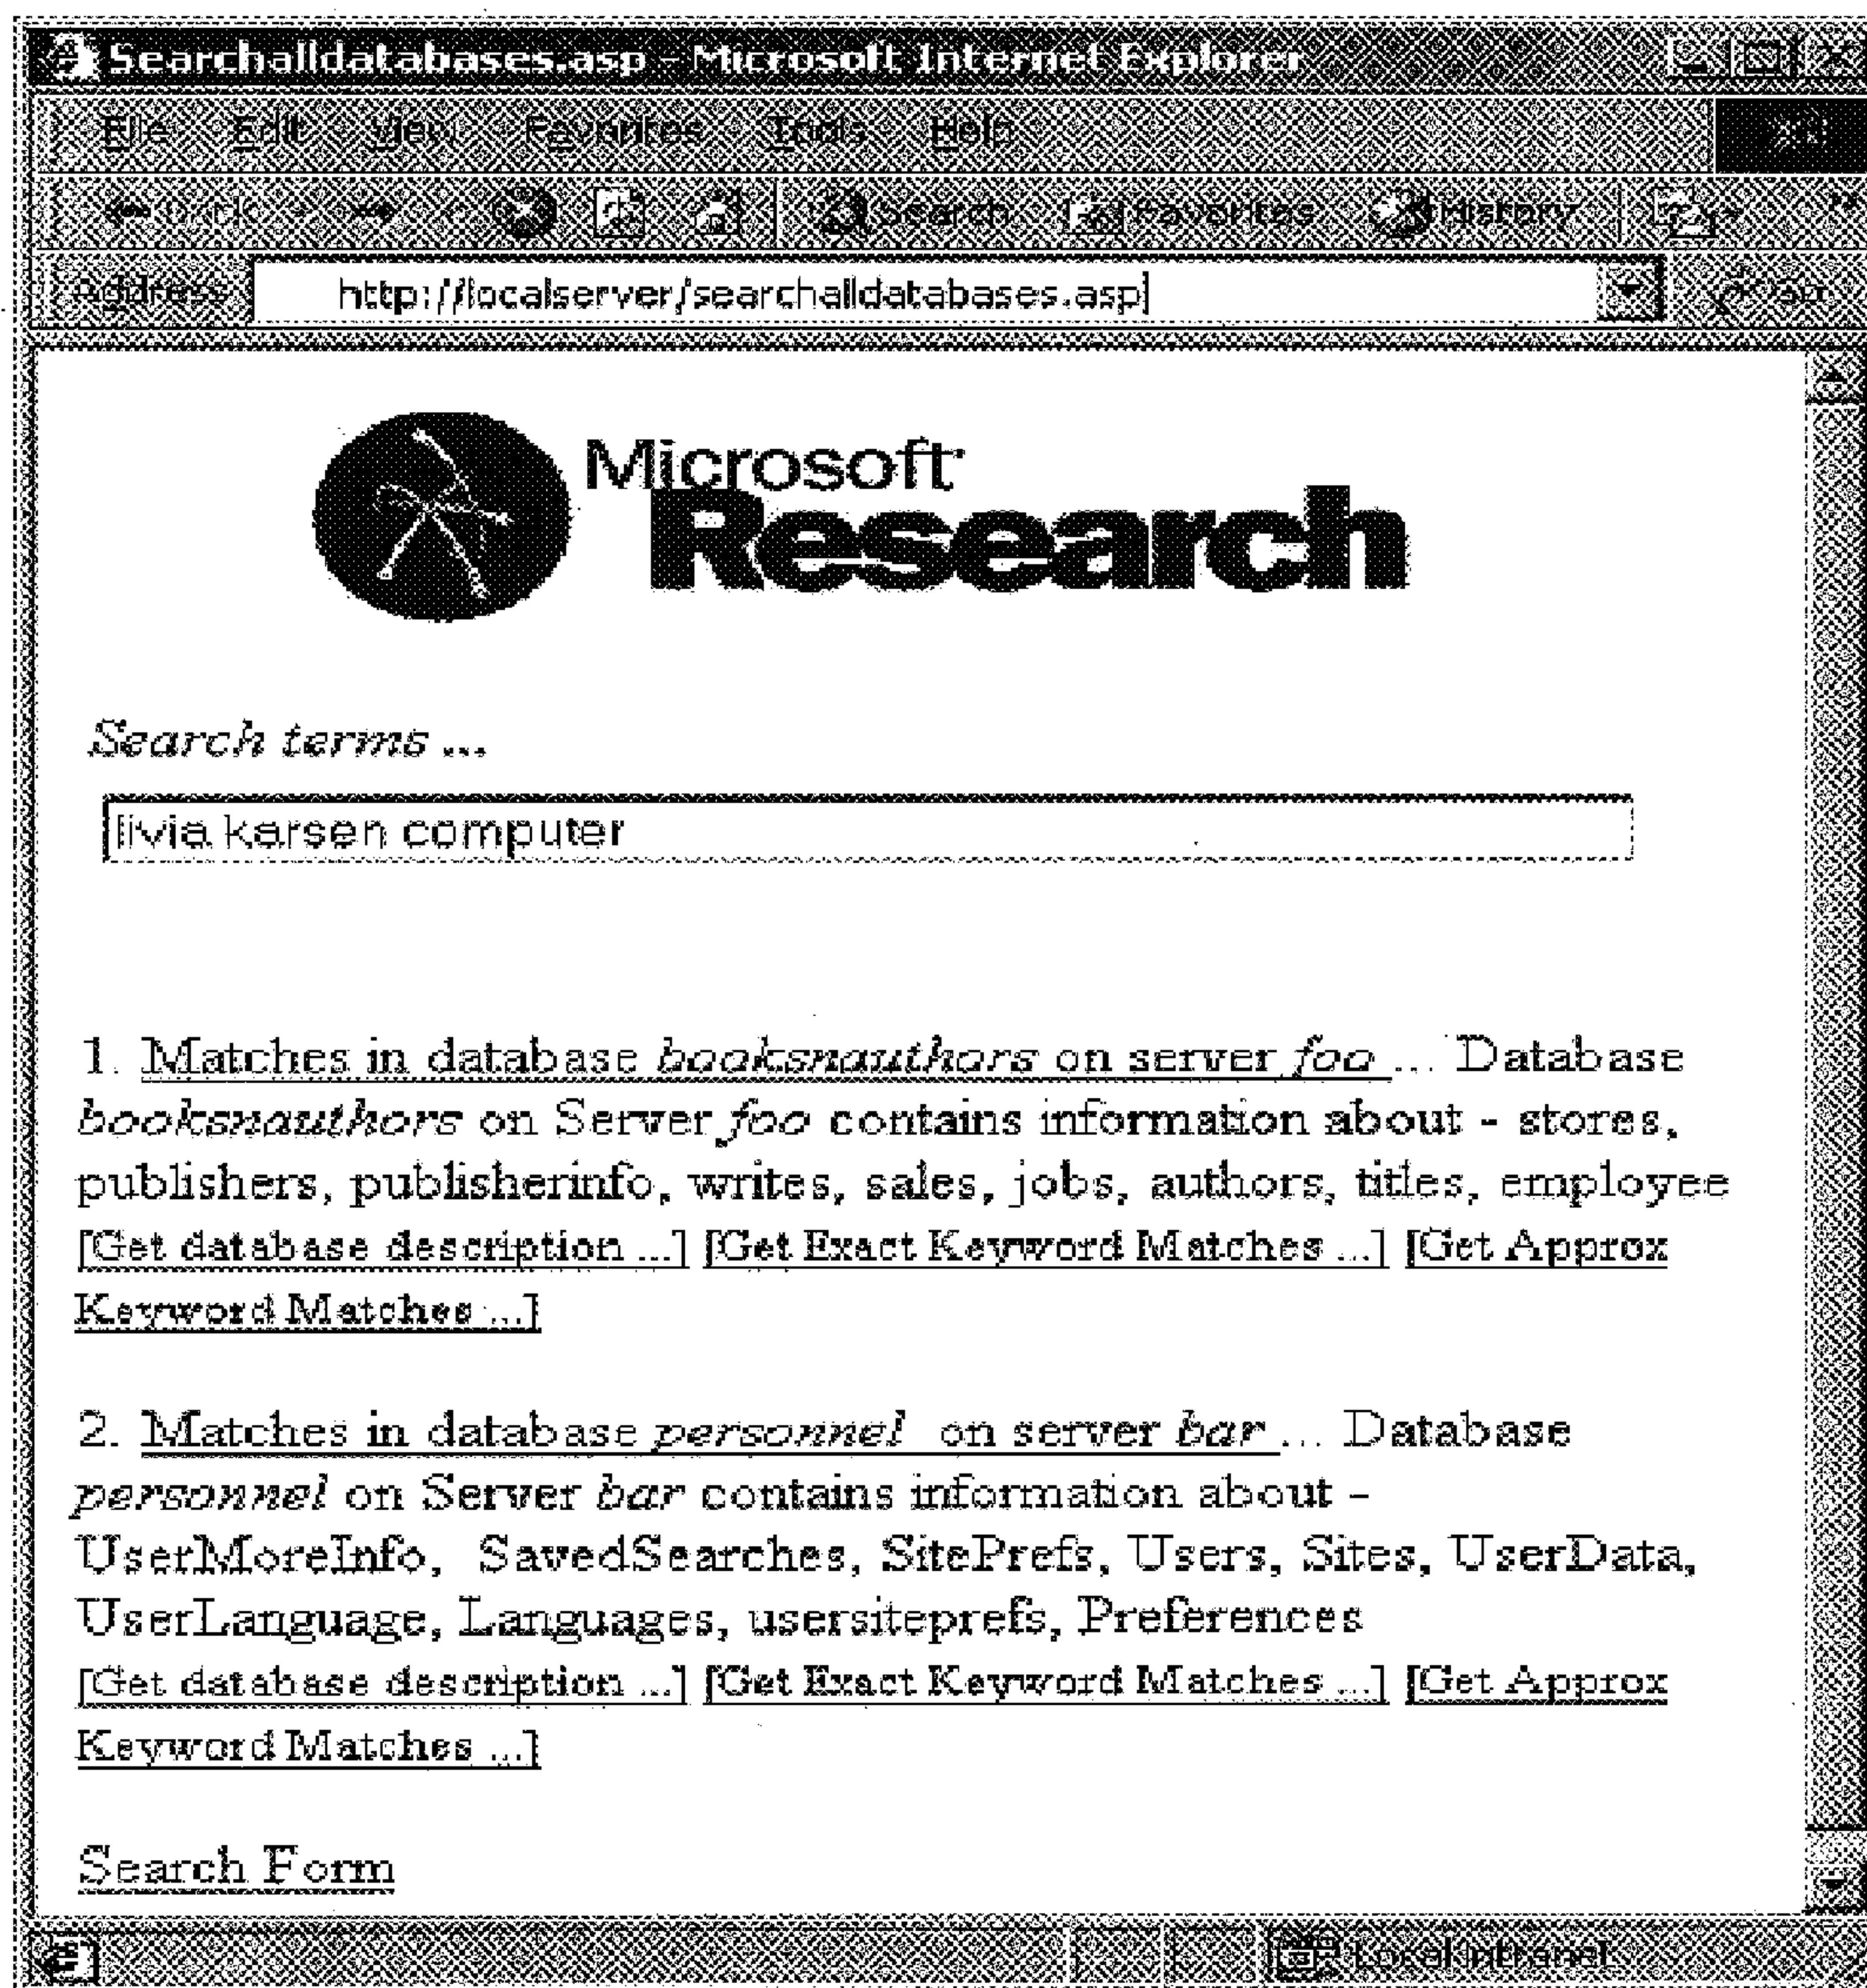 Searchalldatabases.asp - Microsoft Internet Explorer
File Edit View Favorites Tools Help
Back Search Favorites History
Address http://localserver/searchalldatabases.asp Go
Microsoft
Research
Search terms ...
livia karsen computer
1. Matches in database booksnauthors on server foo ... Database
booksnauthors on Server foo contains information about - stores,
publishers, publisherinfo, writes, sales, jobs, authors, titles, employee
[Get database description ...] [Get Exact Keyword Matches ...] [Get Approx
Keyword Matches ...]
2. Matches in database personnel on server bar ... Database
personnel on Server bar contains information about -
UserMoreInfo, SavedSearches, SitePrefs, Users, Sites, UserData,
UserLanguage, Languages, usersiteprefs, Preferences
[Get database description ...] [Get Exact Keyword Matches ...] [Get Approx
Keyword Matches ...]
Search Form
Local intranet